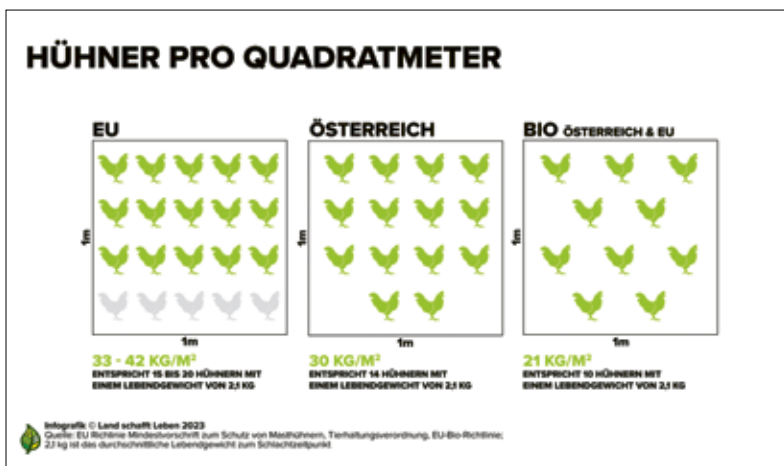 HÜHNER PRO QUADRATMETER
EU
1m
1m
33 - 42 KG/M²
ENTSPRICHT 15 BIS 20 HÜHNERN MIT
EINEM LEBENDGEWICHT VON 2,1 KG
ÖSTERREICH
1m
1m
30 KG/M²
ENTSPRICHT 14 HÜHNERN MIT
EINEM LEBENDGEWICHT VON 2,1 KG
BIO ÖSTERREICH & EU
1m
1m
21 KG/M²
ENTSPRICHT 10 HÜHNERN MIT
EINEM LEBENDGEWICHT VON 2,1 KG
Infografik © Land schafft Leben 2023
Quelle: EU Richlinie Mindestvorschrift zum Schutz von Masthühnern, Tierhaltungsverordnung, EU-Bio-Richtlinie;
2,1 kg ist das durchschnittliche Lebendgewicht zum Schlachtzeitpunkt